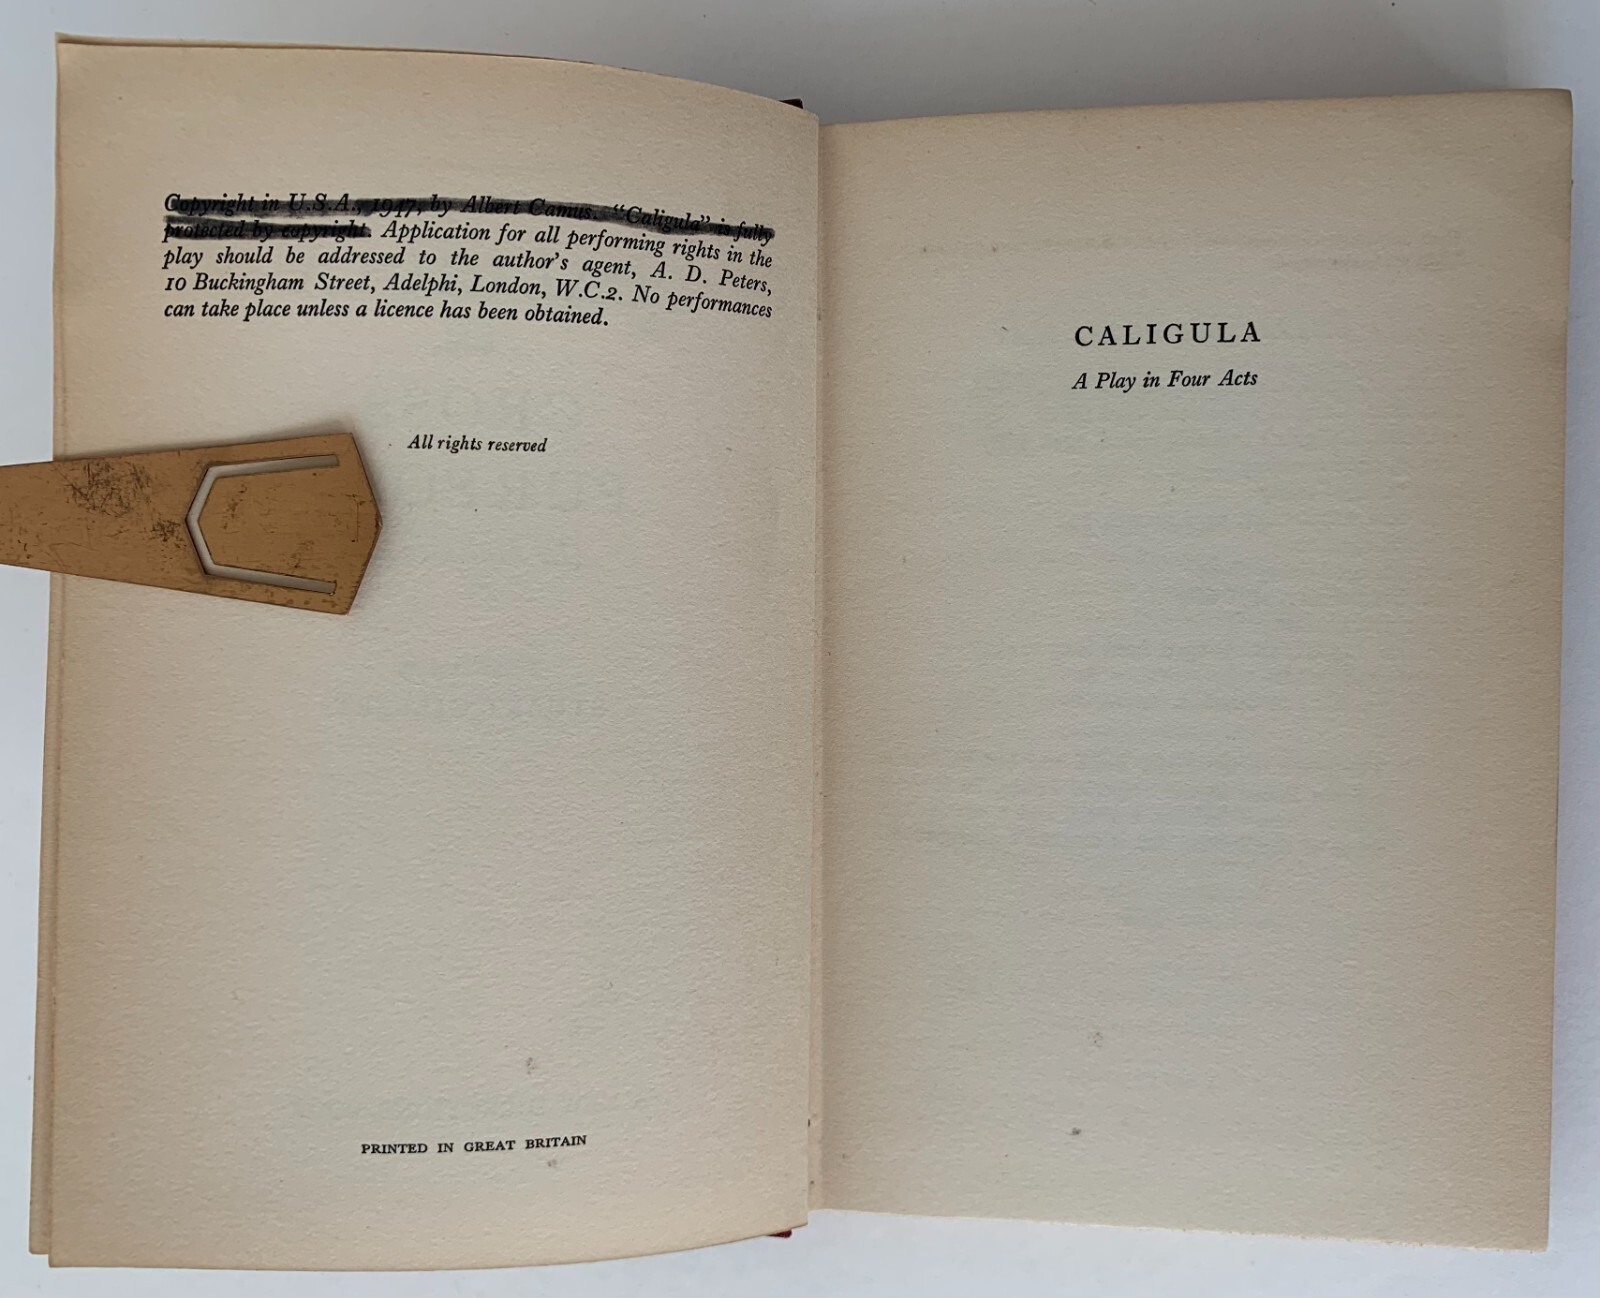 Copyright in U.S.A., 1947, by Albert Camus. "Caligula" is fully
protected by copyright. Application for all performing rights in the
play should be addressed to the author's agent, A. D. Peters,
10 Buckingham Street, Adelphi, London, W.C.2. No performances
can take place unless a licence has been obtained.
All rights reserved
PRINTED IN GREAT BRITAIN
CALIGULA
A Play in Four Acts